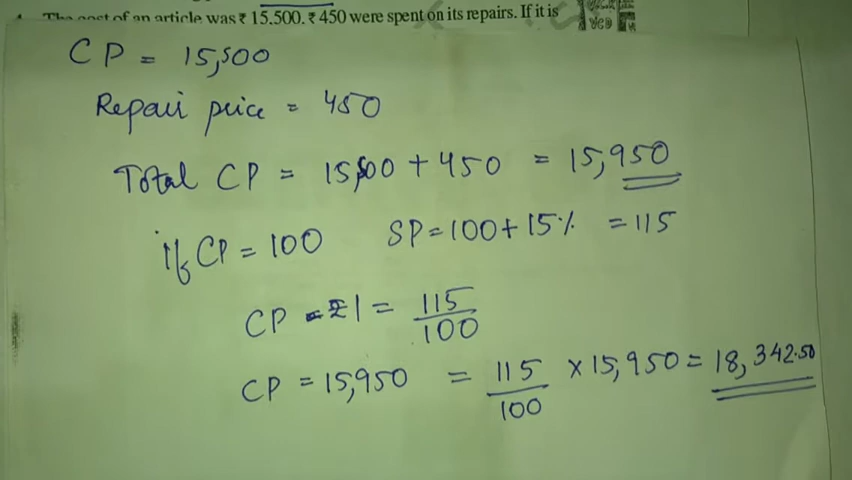 The cost of an article was ₹ 15,500. ₹ 450 were spent on its repairs. If it is
CP = 15,500
Repair price = 450
Total CP = 15,500 + 450 = 15,950
If CP = 100 SP = 100 + 15% = 115
CP = ₹1 = 115/100
CP = 15,950 = 115/100 × 15,950 = 18,342.50